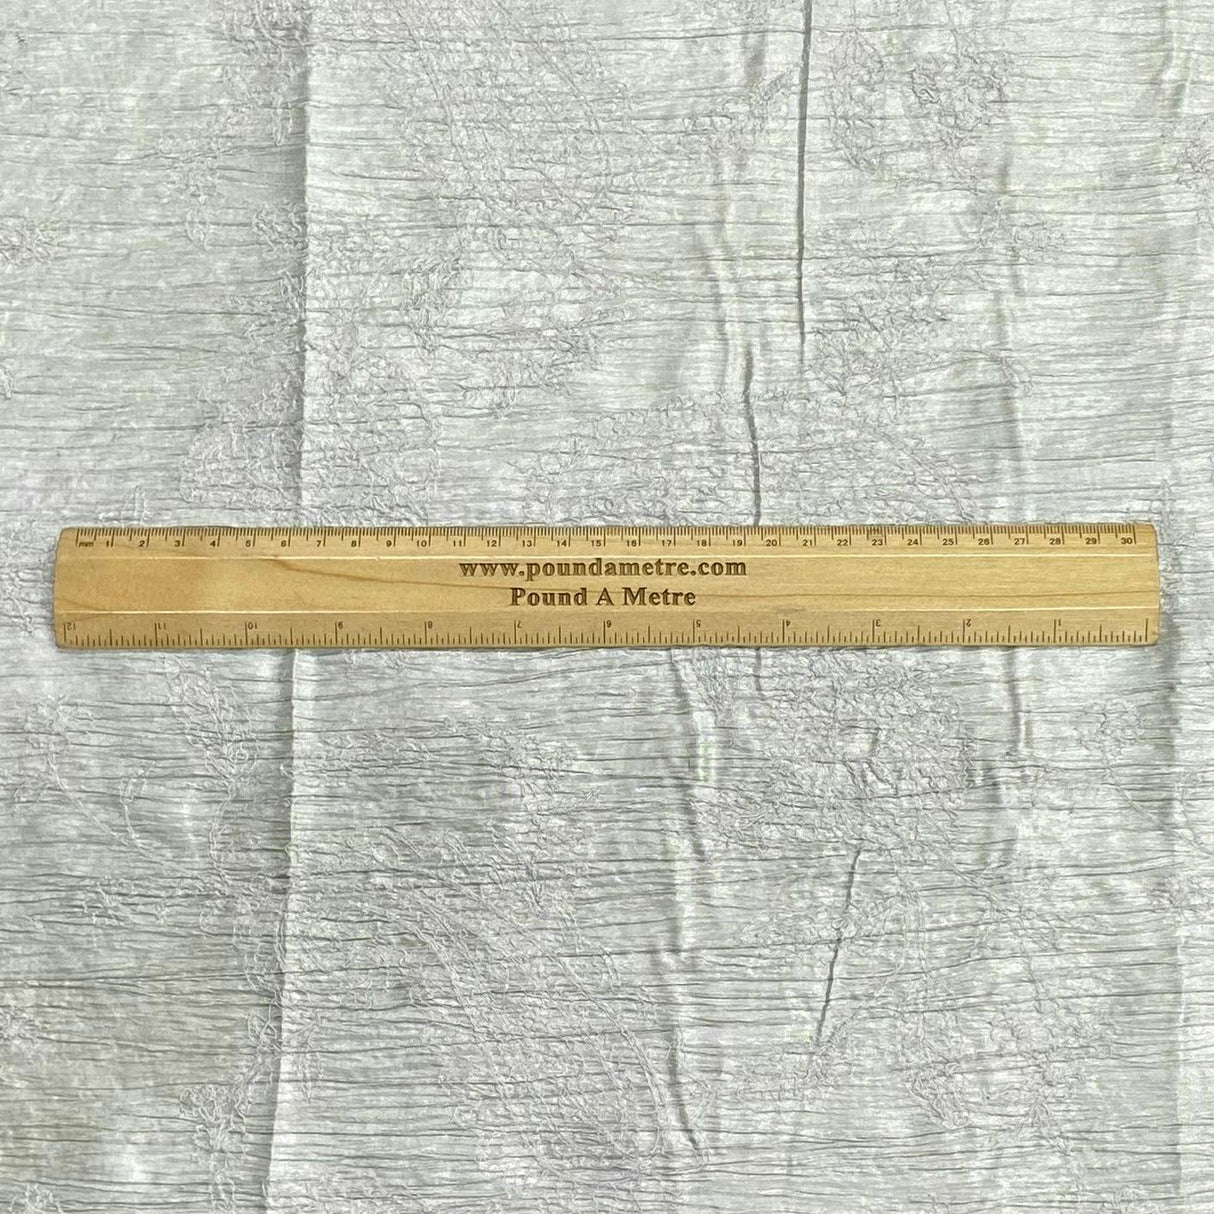 mm 1 2 3 4 5 6 7 8 9 10 11 12 13 14 15 16 17 18 19 20 21 22 23 24 25 26 27 28 29 30
www.poundametre.com
Pound A Metre
12 11 10 9 8 7 6 5 4 3 2 1